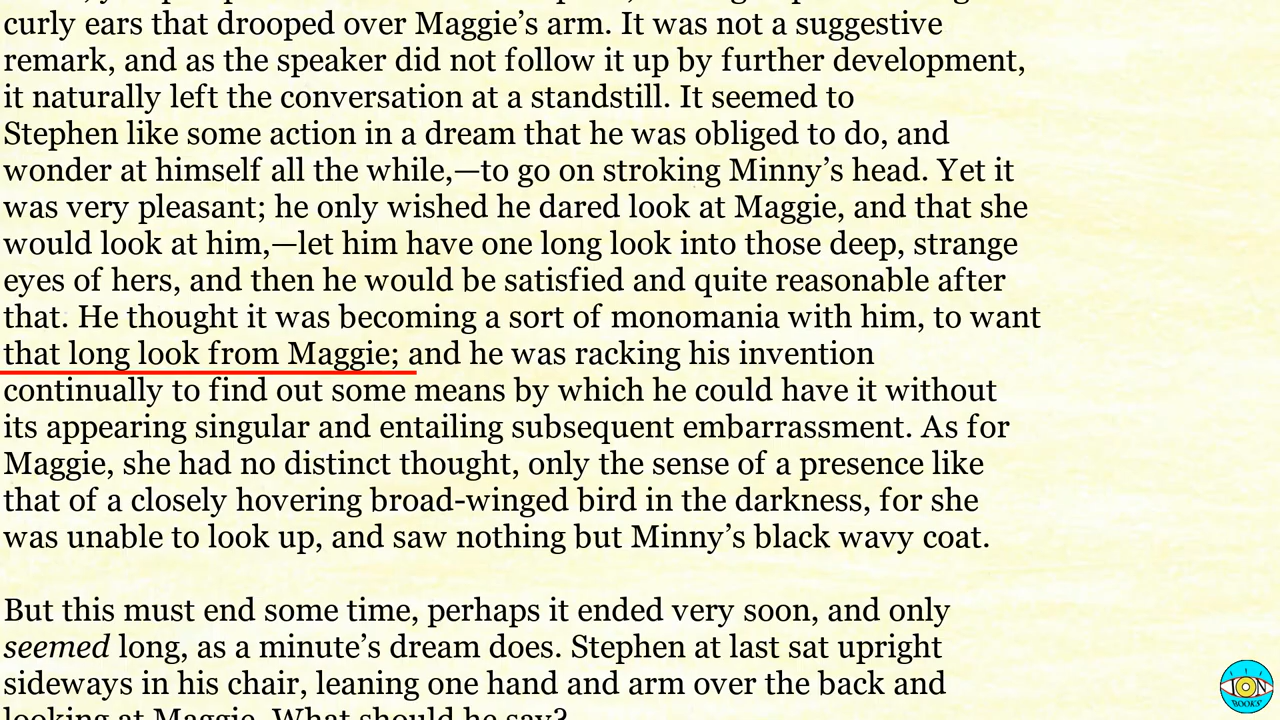 curly ears that drooped over Maggie’s arm. It was not a suggestive
remark, and as the speaker did not follow it up by further development,
it naturally left the conversation at a standstill. It seemed to
Stephen like some action in a dream that he was obliged to do, and
wonder at himself all the while,—to go on stroking Minny’s head. Yet it
was very pleasant; he only wished he dared look at Maggie, and that she
would look at him,—let him have one long look into those deep, strange
eyes of hers, and then he would be satisfied and quite reasonable after
that. He thought it was becoming a sort of monomania with him, to want
that long look from Maggie; and he was racking his invention
continually to find out some means by which he could have it without
its appearing singular and entailing subsequent embarrassment. As for
Maggie, she had no distinct thought, only the sense of a presence like
that of a closely hovering broad-winged bird in the darkness, for she
was unable to look up, and saw nothing but Minny’s black wavy coat.
But this must end some time, perhaps it ended very soon, and only
seemed long, as a minute’s dream does. Stephen at last sat upright
sideways in his chair, leaning one hand and arm over the back and
looking at Maggie. What should he say?
ION
BOOKS